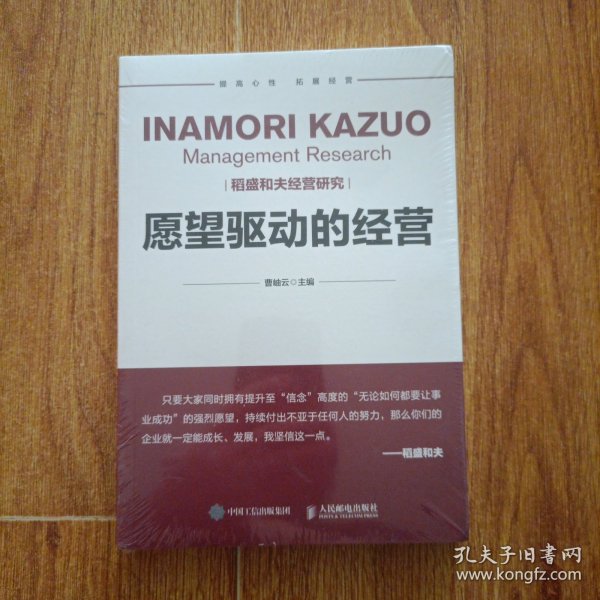 提高心性 拓展经营
INAMORI KAZUO
Management Research
稻盛和夫经营研究
愿望驱动的经营
曹岫云◎主编
只要大家同时拥有提升至“信念”高度的“无论如何都要让事
业成功”的强烈愿望，持续付出不亚于任何人的努力，那么你们的
企业就一定能成长、发展，我坚信这一点。
——稻盛和夫
中国工信出版集团 人民邮电出版社
POSTS & TELECOM PRESS
孔夫子旧书网
www.kongfz.com